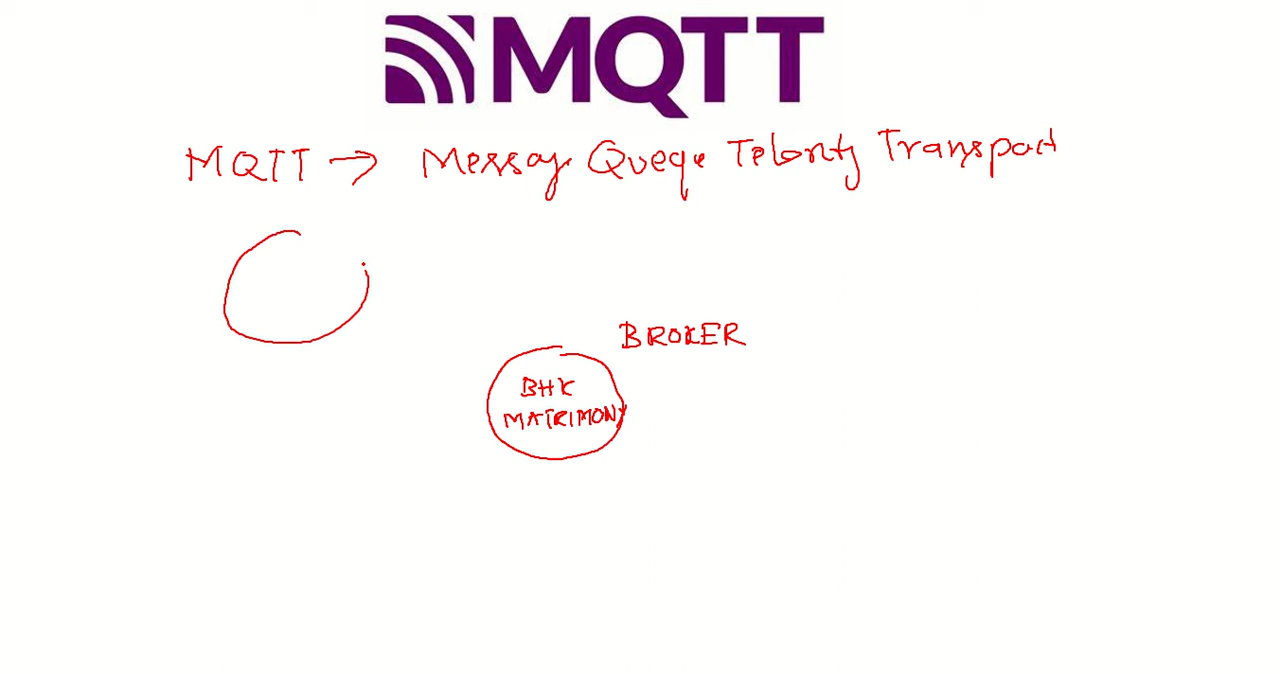 MQTT
MQTT → Messag Queqe Telemty Transport
BROKER
BHK
MATRIMONY